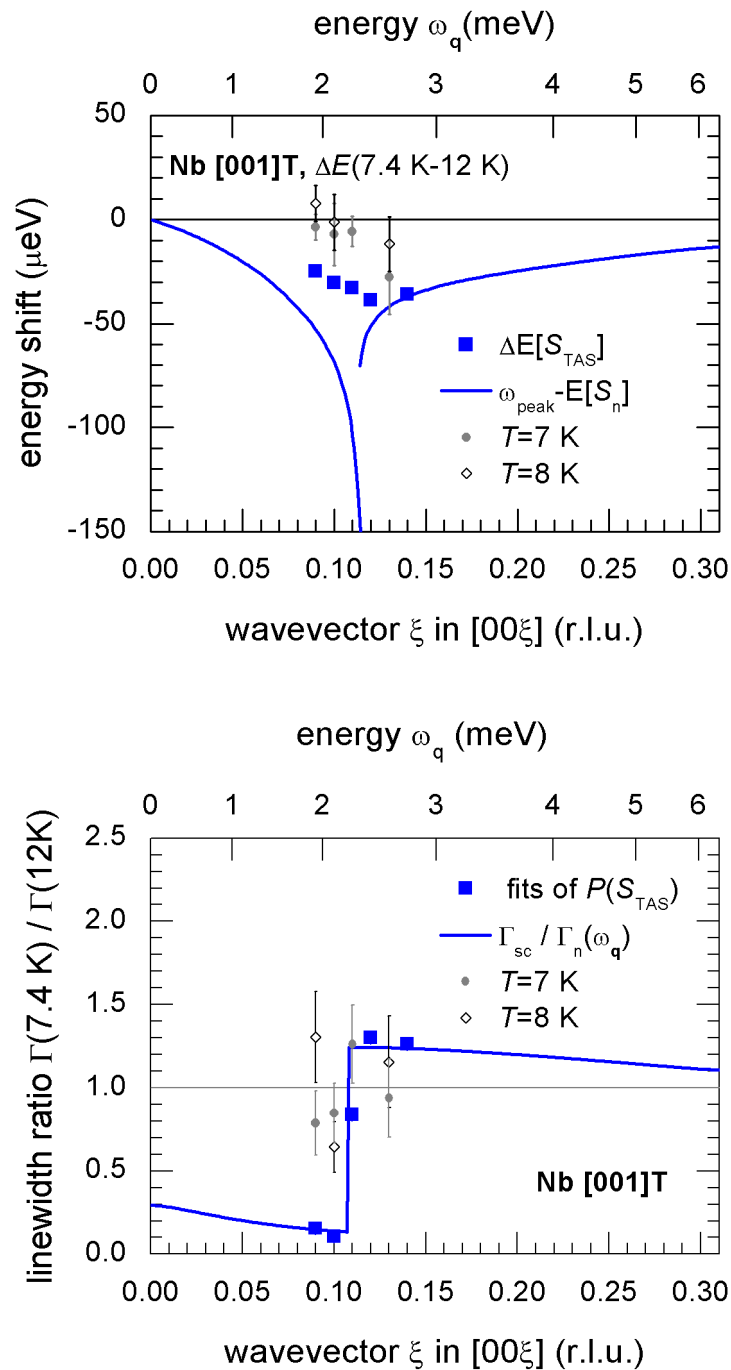 energy ω_q(meV)
0 1 2 3 4 5 6
Nb [001]T, ΔE(7.4 K-12 K)
50
0
-50
-100
-150
energy shift (μeV)
ΔE[S_TAS]
ω_peak-E[S_n]
T=7 K
T=8 K
0.00 0.05 0.10 0.15 0.20 0.25 0.30
wavevector ξ in [00ξ] (r.l.u.)
energy ω_q (meV)
0 1 2 3 4 5 6
linewidth ratio Γ(7.4 K) / Γ(12K)
2.5
2.0
1.5
1.0
0.5
0.0
fits of P(S_TAS)
Γ_sc / Γ_n(ω_q)
T=7 K
T=8 K
Nb [001]T
0.00 0.05 0.10 0.15 0.20 0.25 0.30
wavevector ξ in [00ξ] (r.l.u.)